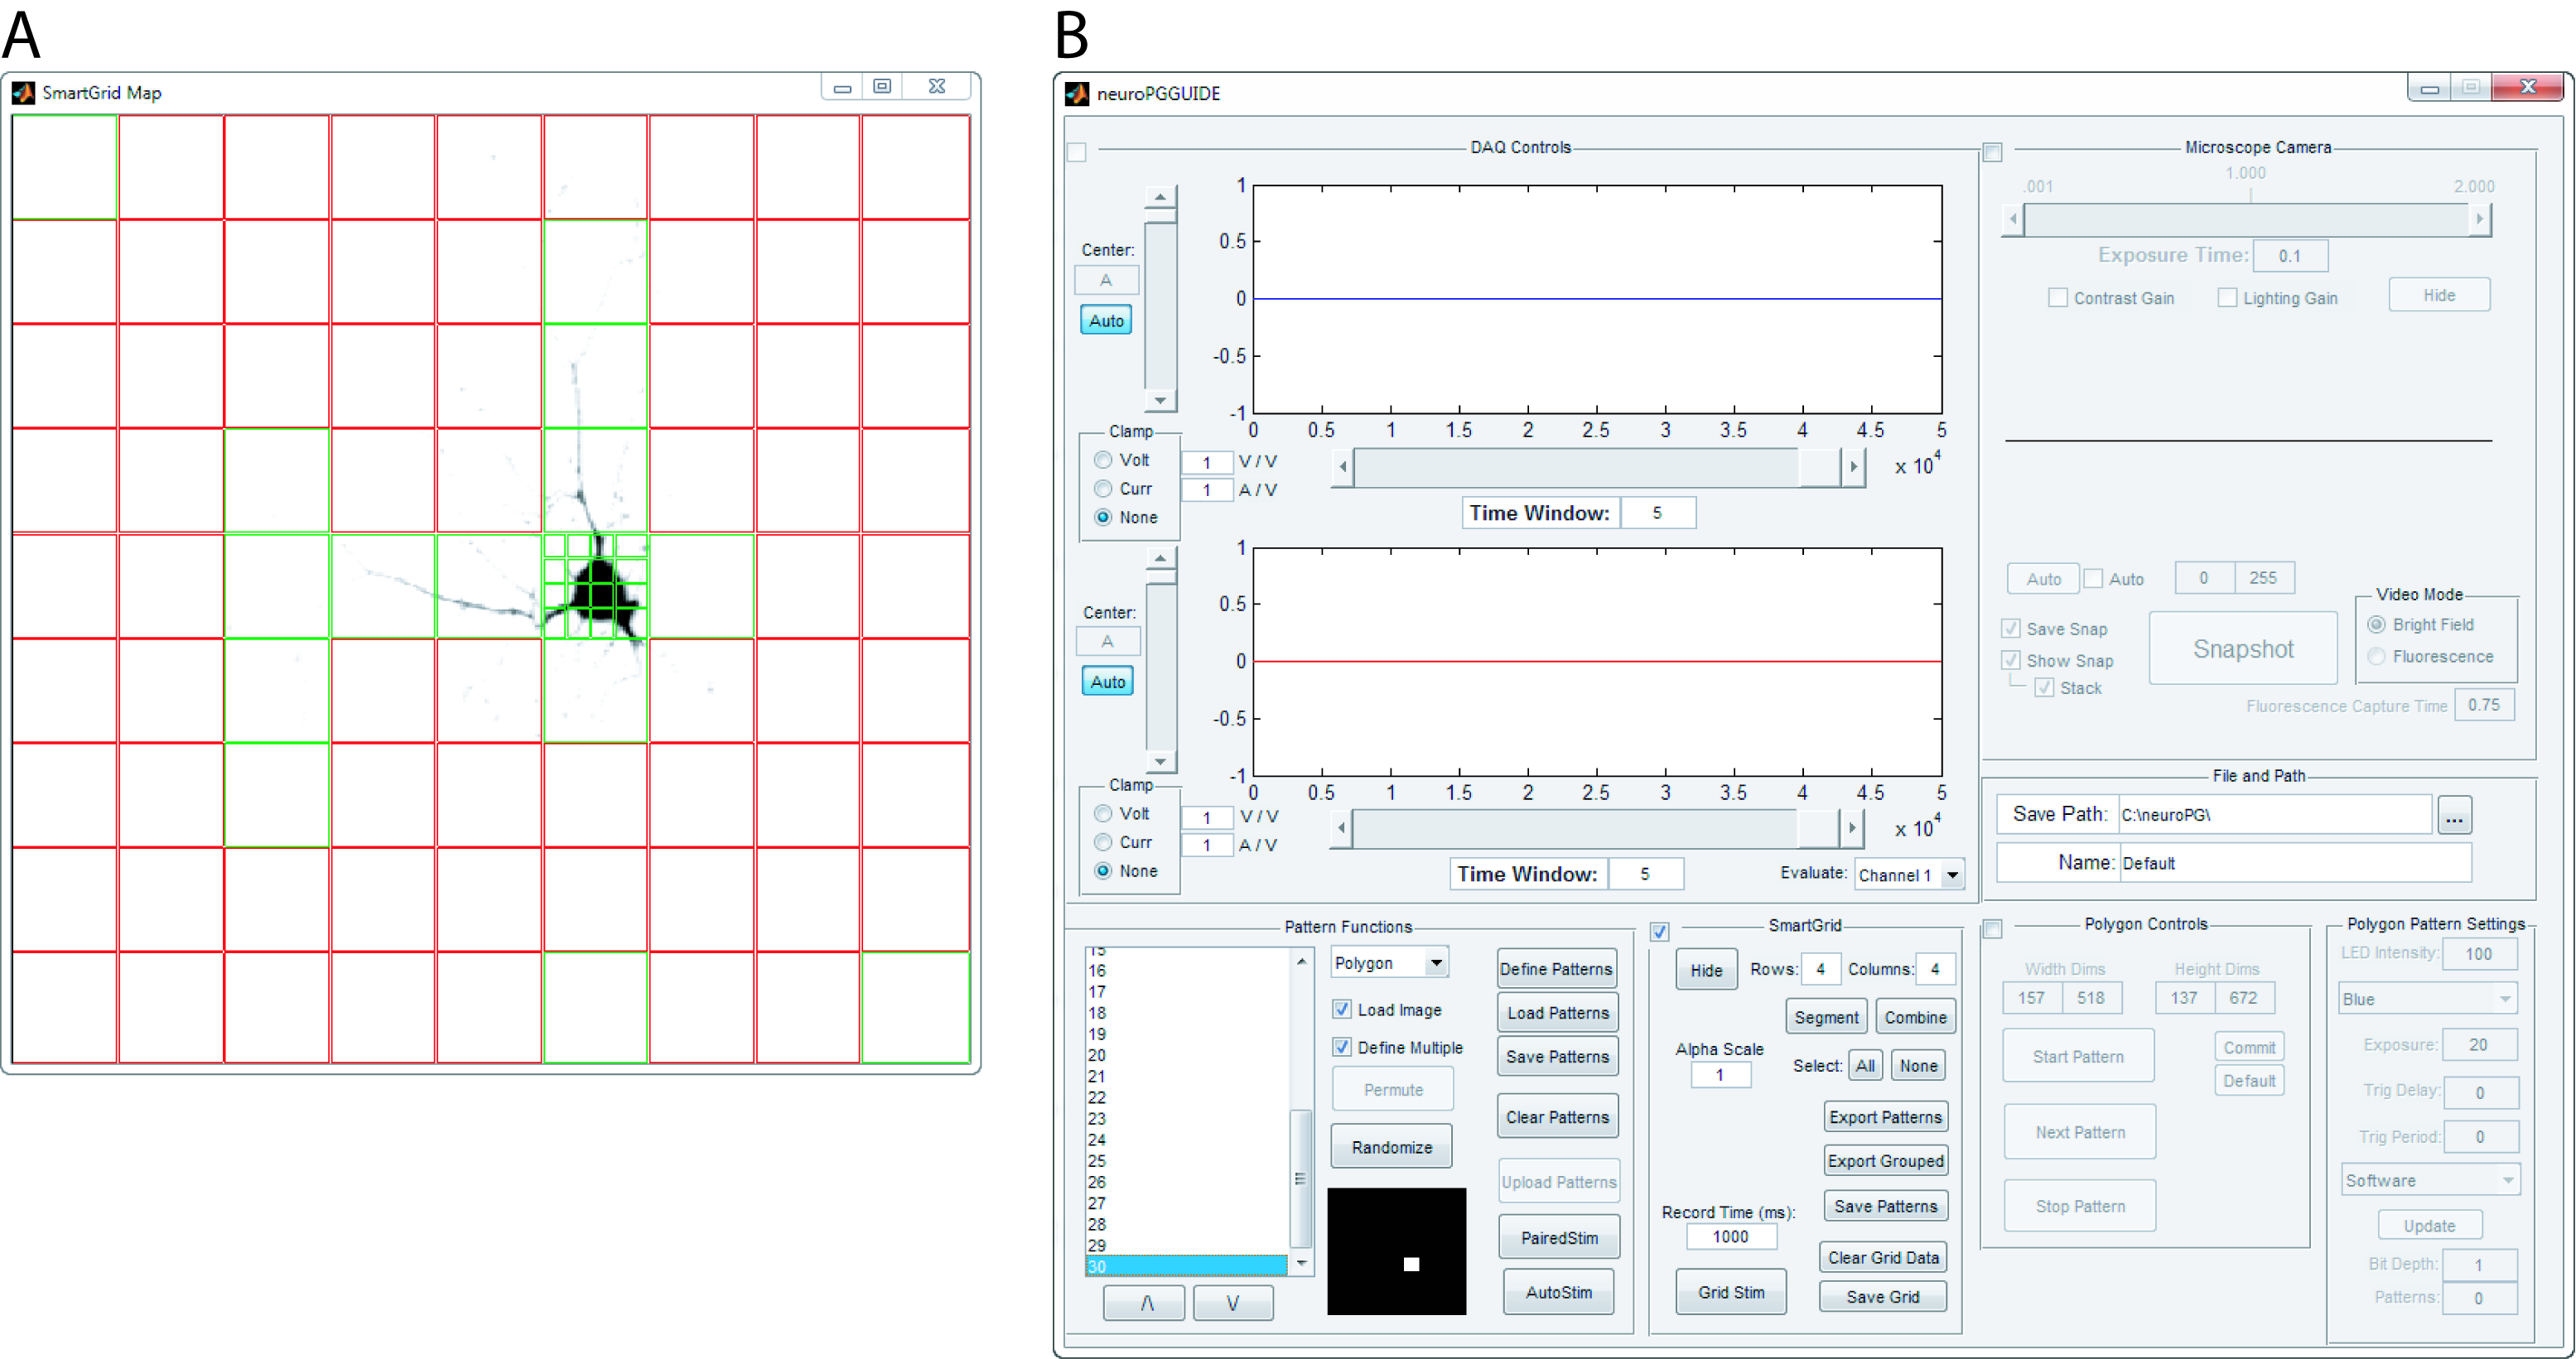 A
B
SmartGrid Map
neuroPGGUIDE
DAQ Controls
Center:
A
Auto
1
0.5
0
-0.5
-1
0 0.5 1 1.5 2 2.5 3 3.5 4 4.5 5
x 10^4
Clamp
Volt 1 V / V
Curr 1 A / V
None
Time Window: 5
Center:
A
Auto
1
0.5
0
-0.5
-1
0 0.5 1 1.5 2 2.5 3 3.5 4 4.5 5
x 10^4
Clamp
Volt 1 V / V
Curr 1 A / V
None
Time Window: 5
Evaluate: Channel 1
Microscope Camera
.001 1.000 2.000
Exposure Time: 0.1
Contrast Gain Lighting Gain Hide
Auto Auto 0 255
Save Snap
Show Snap
Stack
Snapshot
Video Mode
Bright Field
Fluorescence
Fluorescence Capture Time 0.75
File and Path
Save Path: C:\neuroPG\ ...
Name: Default
Pattern Functions
15
16
17
18
19
20
21
22
23
24
25
26
27
28
29
30
/\ \/
Polygon
Load Image
Define Multiple
Permute
Randomize
Define Patterns
Load Patterns
Save Patterns
Clear Patterns
Upload Patterns
PairedStim
AutoStim
SmartGrid
Hide Rows: 4 Columns: 4
Segment Combine
Alpha Scale
1
Select: All None
Export Patterns
Export Grouped
Save Patterns
Record Time (ms):
1000
Clear Grid Data
Grid Stim
Save Grid
Polygon Controls
Width Dims Height Dims
157 518 137 672
Start Pattern
Commit
Default
Next Pattern
Stop Pattern
Polygon Pattern Settings
LED Intensity: 100
Blue
Exposure: 20
Trig Delay: 0
Trig Period: 0
Software
Update
Bit Depth: 1
Patterns: 0